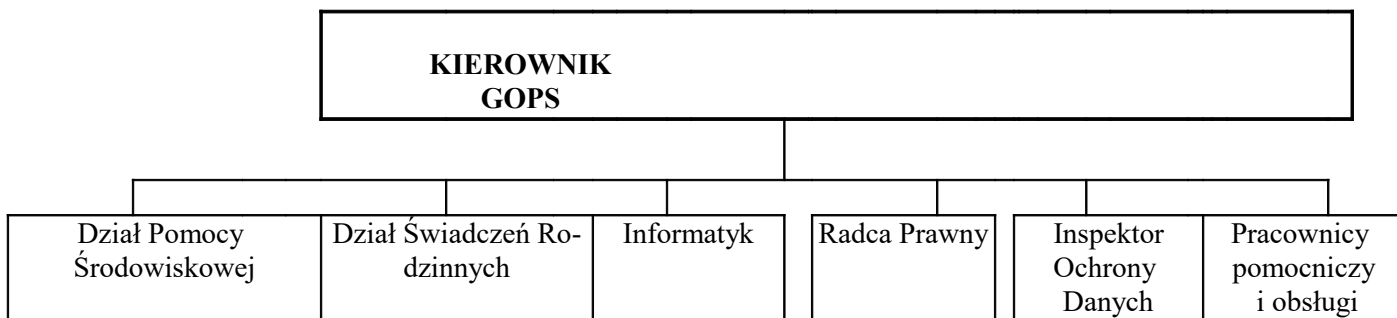 KIEROWNIK
GOPS
Dział Pomocy
Środowiskowej
Dział Świadczeń Ro-
dzinnych
Informatyk
Radca Prawny
Inspektor
Ochrony
Danych
Pracownicy
pomocniczy
i obsługi